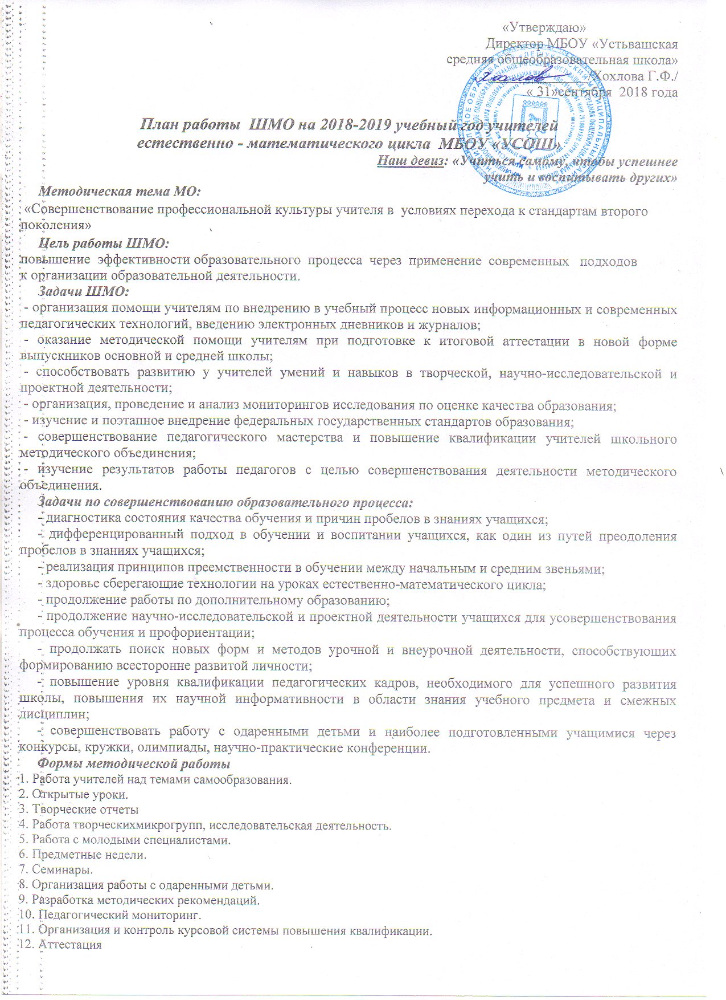 «Утверждаю»
Директор МБОУ «Устьвашская
средняя общеобразовательная школа»
/Хохлова Г.Ф./
« 31»сентября 2018 года
План работы ШМО на 2018-2019 учебный год учителей
естественно - математического цикла МБОУ «УСОШ»
Наш девиз: «Учиться самому, чтобы успешнее
учить и воспитывать других»
Методическая тема МО:
«Совершенствование профессиональной культуры учителя в условиях перехода к стандартам второго
поколения»
Цель работы ШМО:
повышение эффективности образовательного процесса через применение современных подходов
к организации образовательной деятельности.
Задачи ШМО:
- организация помощи учителям по внедрению в учебный процесс новых информационных и современных
педагогических технологий, введению электронных дневников и журналов;
- оказание методической помощи учителям при подготовке к итоговой аттестации в новой форме
выпускников основной и средней школы;
- способствовать развитию у учителей умений и навыков в творческой, научно-исследовательской и
проектной деятельности;
- организация, проведение и анализ мониторингов исследования по оценке качества образования;
- изучение и поэтапное внедрение федеральных государственных стандартов образования;
- совершенствование педагогического мастерства и повышение квалификации учителей школьного
методического объединения;
- изучение результатов работы педагогов с целью совершенствования деятельности методического
объединения.
Задачи по совершенствованию образовательного процесса:
- диагностика состояния качества обучения и причин пробелов в знаниях учащихся;
- дифференцированный подход в обучении и воспитании учащихся, как один из путей преодоления
пробелов в знаниях учащихся;
- реализация принципов преемственности в обучении между начальным и средним звеньями;
- здоровье сберегающие технологии на уроках естественно-математического цикла;
- продолжение работы по дополнительному образованию;
- продолжение научно-исследовательской и проектной деятельности учащихся для усовершенствования
процесса обучения и профориентации;
- продолжать поиск новых форм и методов урочной и внеурочной деятельности, способствующих
формированию всесторонне развитой личности;
- повышение уровня квалификации педагогических кадров, необходимого для успешного развития
школы, повышения их научной информативности в области знания учебного предмета и смежных
дисциплин;
- совершенствовать работу с одаренными детьми и наиболее подготовленными учащимися через
конкурсы, кружки, олимпиады, научно-практические конференции.
Формы методической работы
1. Работа учителей над темами самообразования.
2. Открытые уроки.
3. Творческие отчеты
4. Работа творческихмикрогрупп, исследовательская деятельность.
5. Работа с молодыми специалистами.
6. Предметные недели.
7. Семинары.
8. Организация работы с одаренными детьми.
9. Разработка методических рекомендаций.
10. Педагогический мониторинг.
11. Организация и контроль курсовой системы повышения квалификации.
12. Аттестация